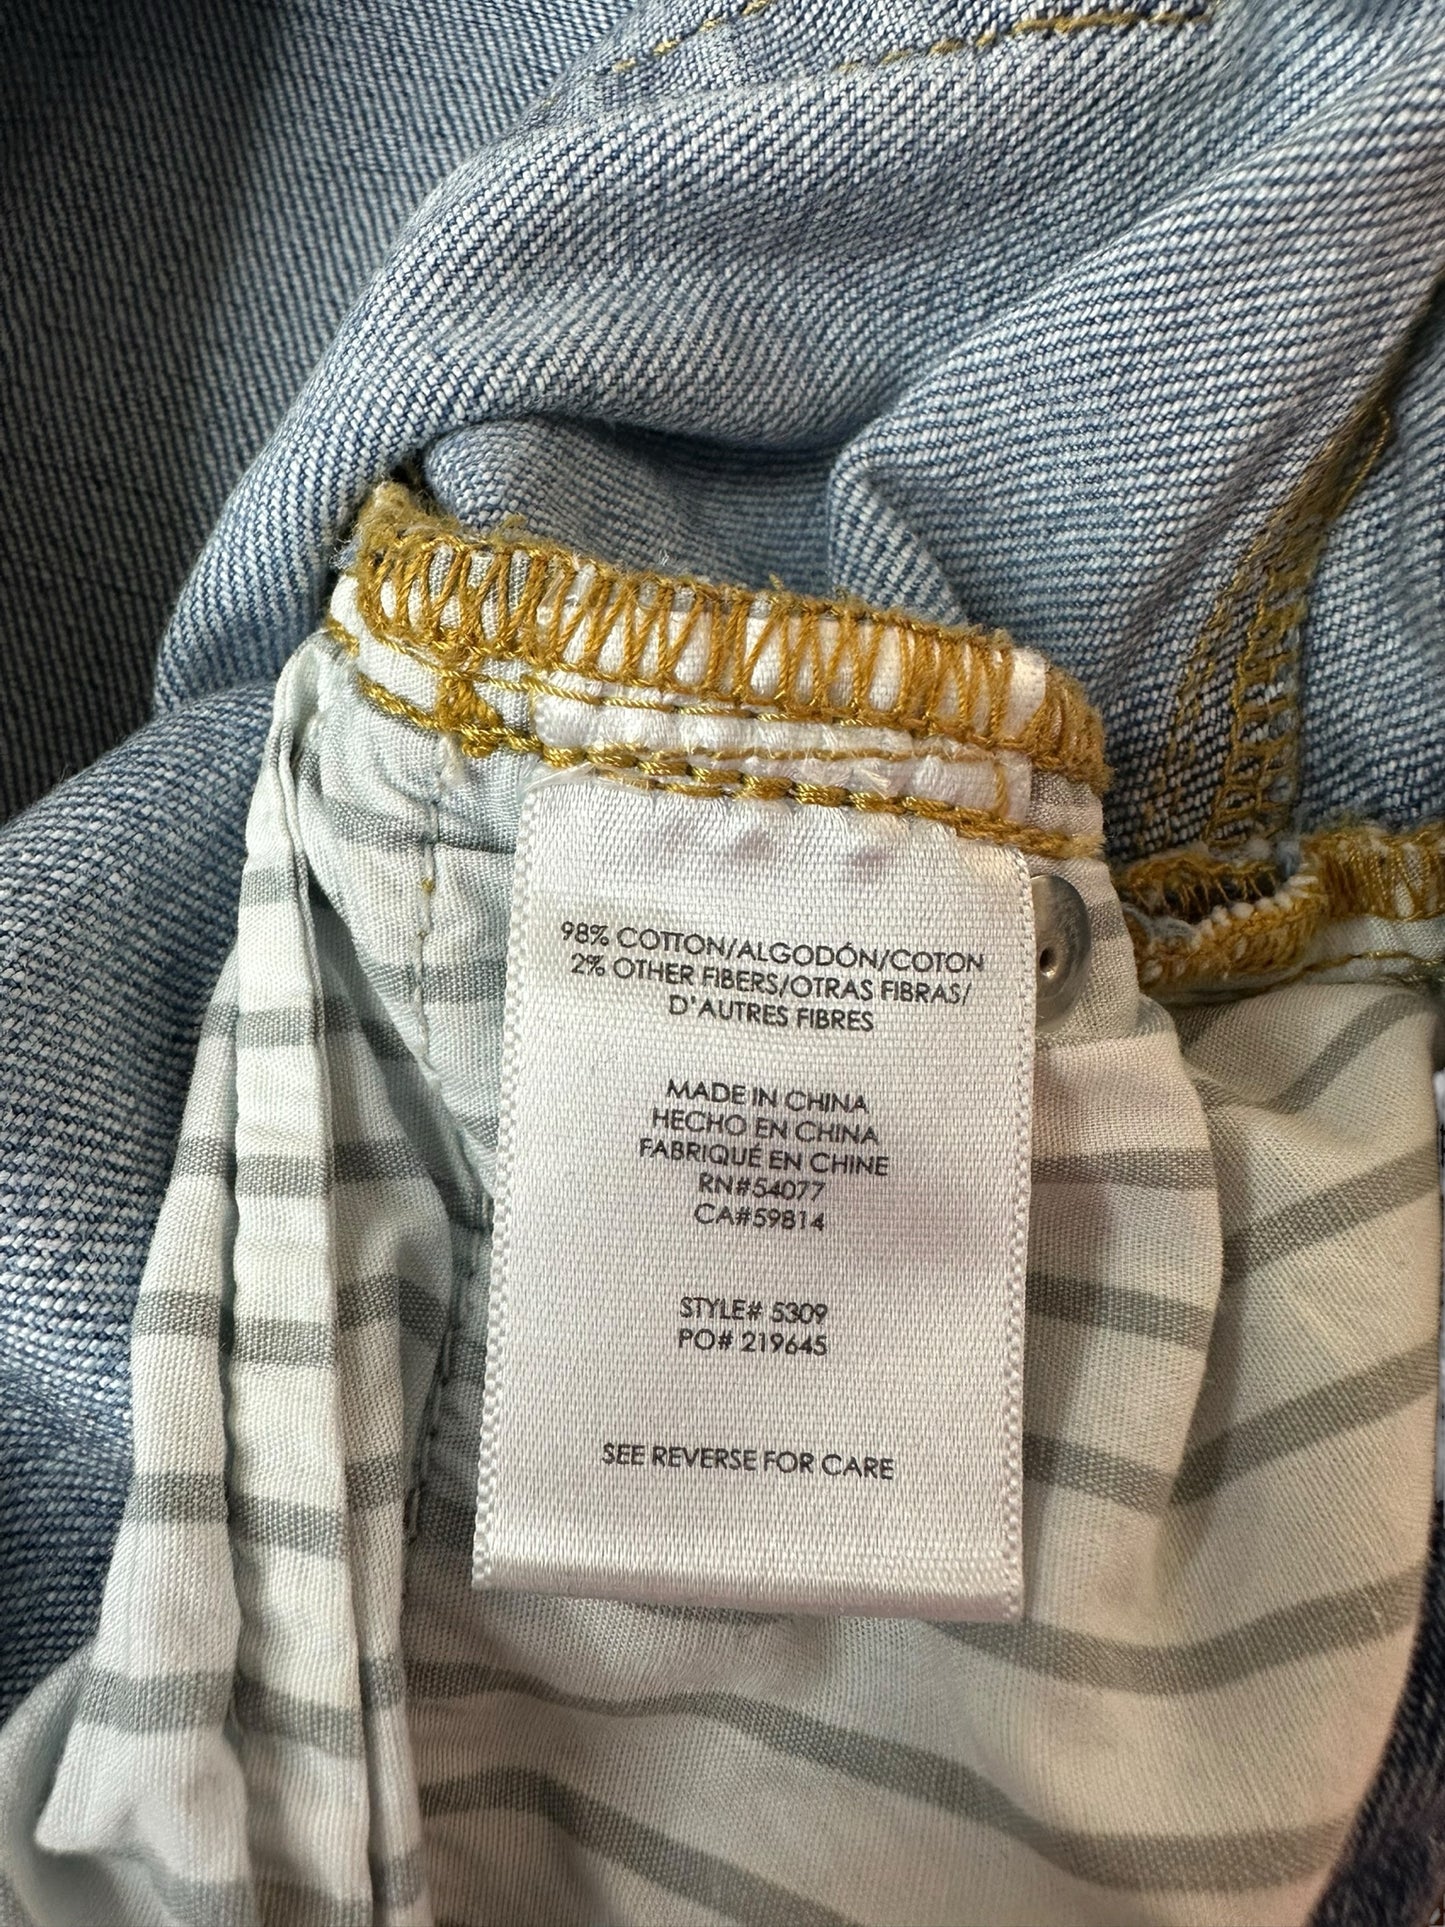 98% COTTON/ALGODÓN/COTON
2% OTHER FIBERS/OTRAS FIBRAS/
D'AUTRES FIBRES
MADE IN CHINA
HECHO EN CHINA
FABRIQUÉ EN CHINE
RN#54077
CA#59814
STYLE# 5309
PO# 219645
SEE REVERSE FOR CARE